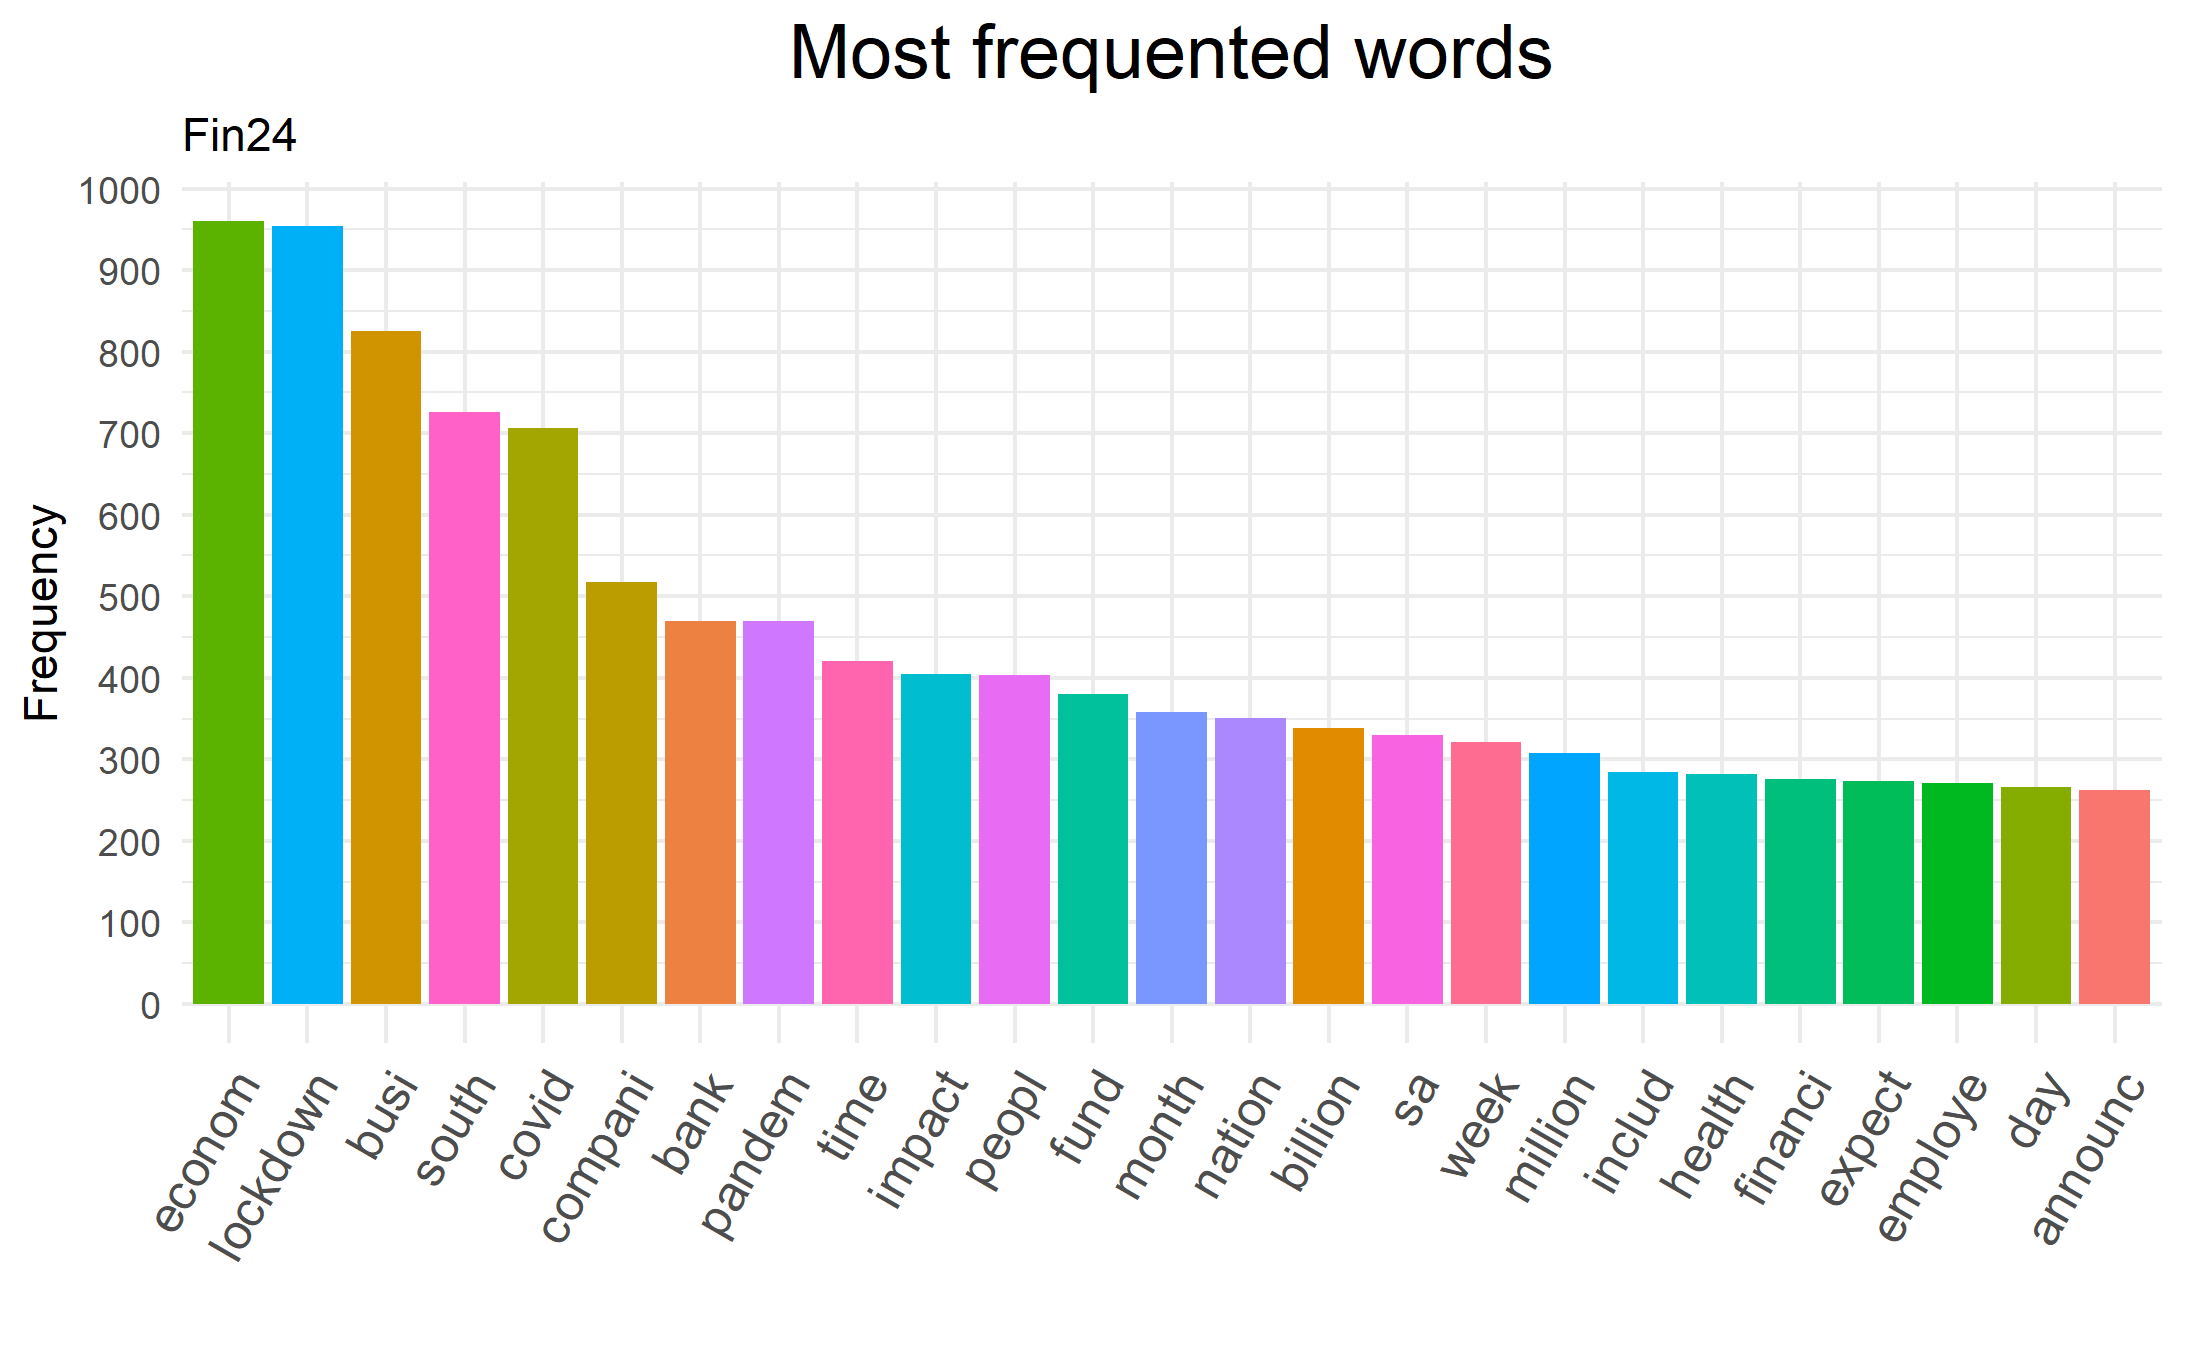 Most frequented words
Fin24
Frequency
1000
900
800
700
600
500
400
300
200
100
0
econom
lockdown
busi
south
covid
compani
bank
pandem
time
impact
peopl
fund
month
nation
billion
sa
week
million
includ
health
financi
expect
employe
day
announc